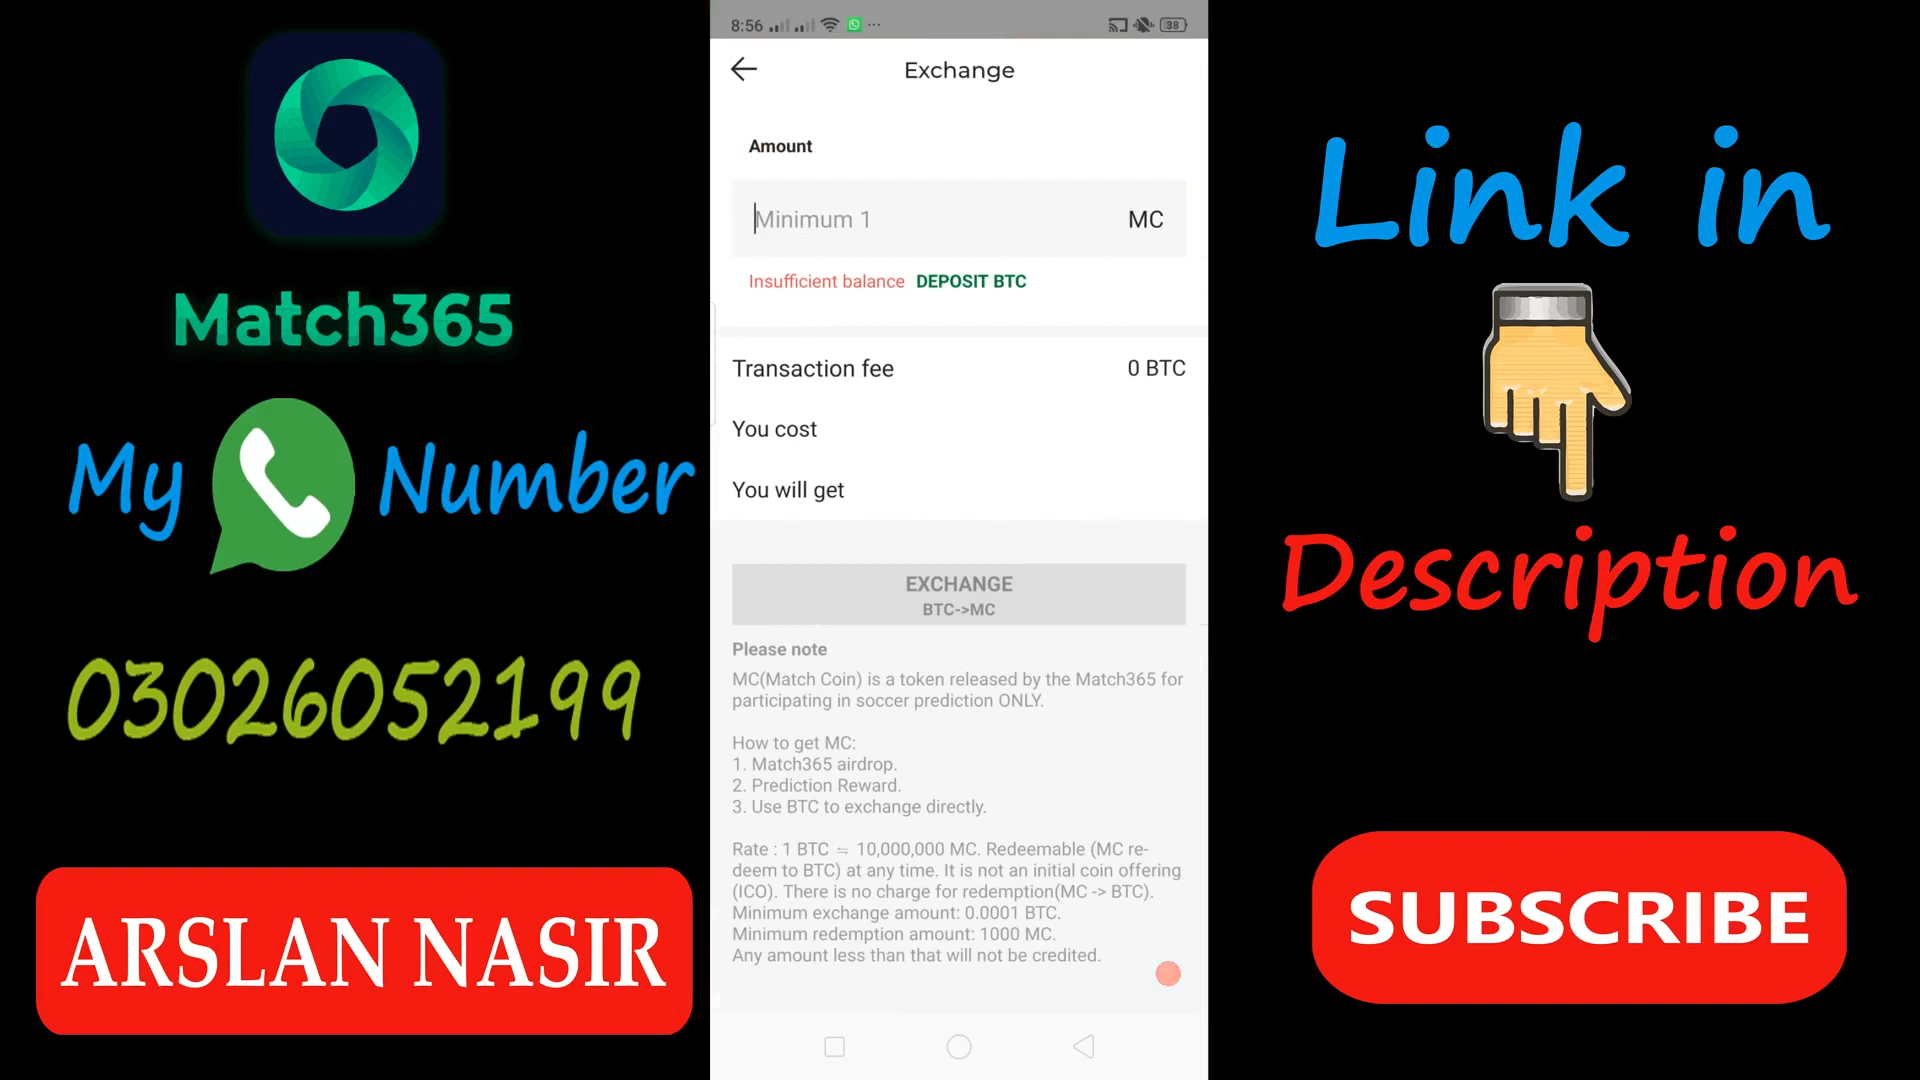 Match365
My Number
03026052199
ARSLAN NASIR
8:56
38
Exchange
Amount
Minimum 1 MC
Insufficient balance DEPOSIT BTC
Transaction fee 0 BTC
You cost
You will get
EXCHANGE
BTC->MC
Please note
MC(Match Coin) is a token released by the Match365 for
participating in soccer prediction ONLY.
How to get MC:
1. Match365 airdrop.
2. Prediction Reward.
3. Use BTC to exchange directly.
Rate : 1 BTC ≒ 10,000,000 MC. Redeemable (MC re-
deem to BTC) at any time. It is not an initial coin offering
(ICO). There is no charge for redemption(MC -> BTC).
Minimum exchange amount: 0.0001 BTC.
Minimum redemption amount: 1000 MC.
Any amount less than that will not be credited.
Link in
Description
SUBSCRIBE